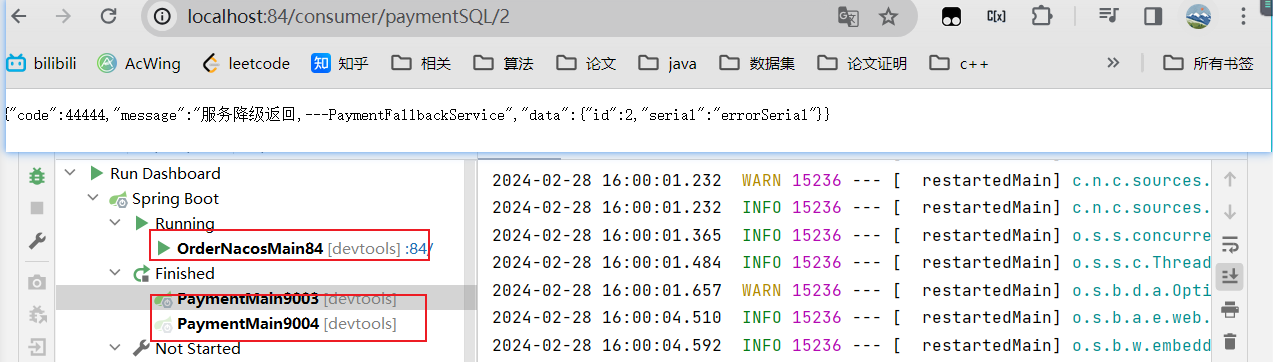 localhost:84/consumer/paymentSQL/2
C[x]
bilibili AcWing leetcode 知 知乎 相关 算法 论文 java 数据集 论文证明 c++ » 所有书签
{"code":44444,"message":"服务降级返回,---PaymentFallbackService","data":{"id":2,"serial":"errorSerial"}}
Run Dashboard
Spring Boot
Running
OrderNacosMain84 [devtools] :84/
Finished
PaymentMain9003 [devtools]
PaymentMain9004 [devtools]
Not Started
2024-02-28 16:00:01.232 WARN 15236 --- [ restartedMain] c.n.c.sources.
2024-02-28 16:00:01.232 INFO 15236 --- [ restartedMain] c.n.c.sources.
2024-02-28 16:00:01.365 INFO 15236 --- [ restartedMain] o.s.s.concurre
2024-02-28 16:00:01.484 INFO 15236 --- [ restartedMain] o.s.s.c.Thread
2024-02-28 16:00:01.657 WARN 15236 --- [ restartedMain] o.s.b.d.a.Opti
2024-02-28 16:00:04.510 INFO 15236 --- [ restartedMain] o.s.b.a.e.web.
2024-02-28 16:00:04.592 INFO 15236 --- [ restartedMain] o.s.b.w.embedd